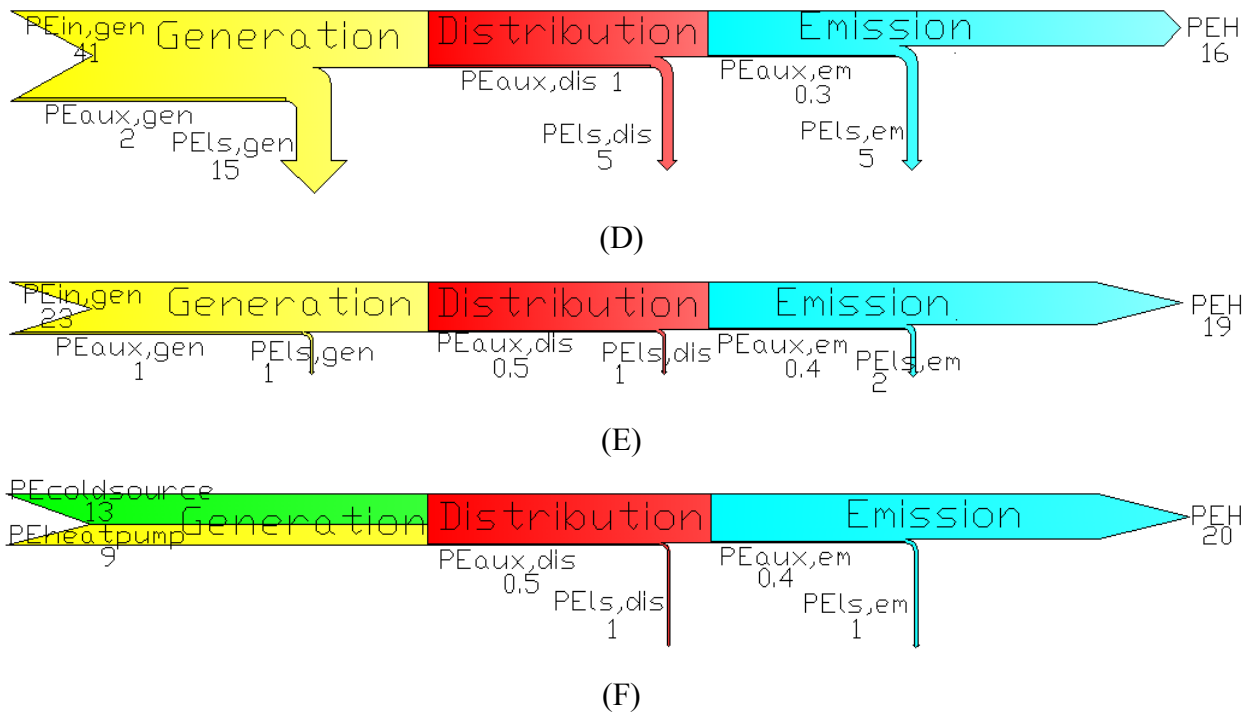 PEin,gen
41
Generation
Distribution
Emission
PEH
16
PEaux,gen
2
PEls,gen
15
PEaux,dis 1
PEls,dis
5
PEaux,em
0.3
PEls,em
5
(D)
PEin,gen
23
Generation
Distribution
Emission
PEH
19
PEaux,gen
1
PEls,gen
1
PEaux,dis
0.5
PEls,dis
1
PEaux,em
0.4
PEls,em
2
(E)
PEcoldsource
13
PEheatpump
9
Generation
Distribution
Emission
PEH
20
PEaux,dis
0.5
PEls,dis
1
PEaux,em
0.4
PEls,em
1
(F)